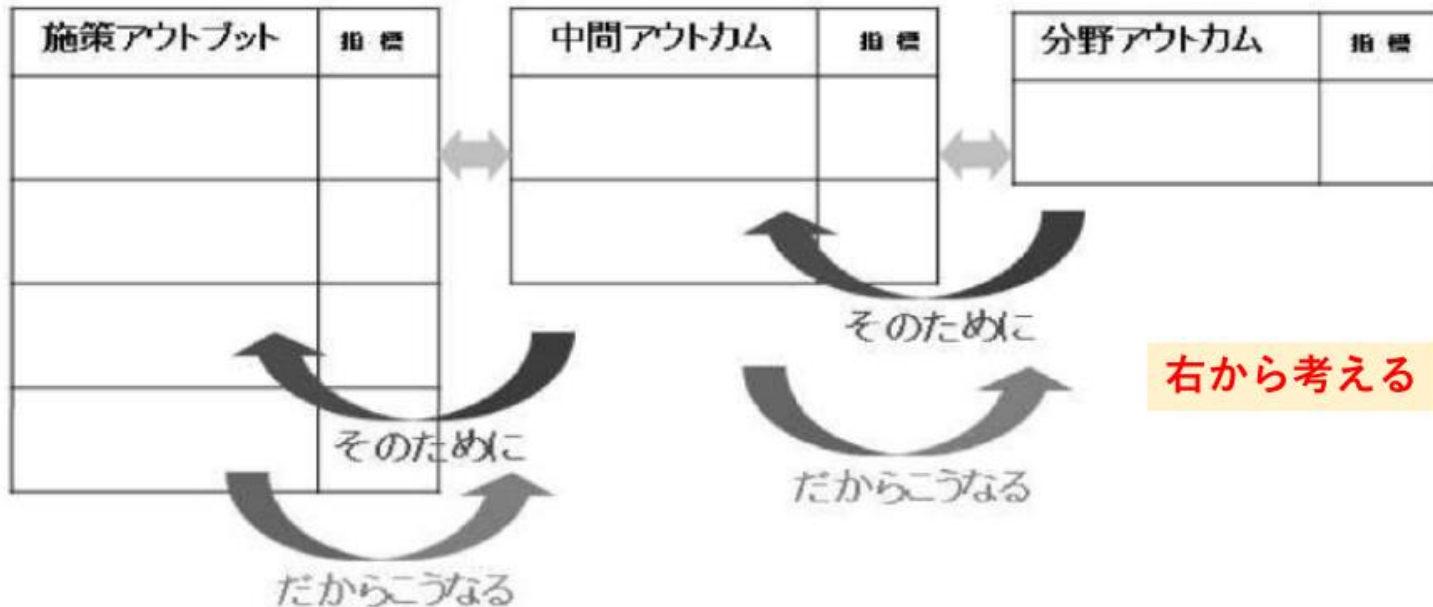 施策アウトプット 指標
中間アウトカム 指標
分野アウトカム 指標
そのために
右から考える
そのために
だからこうなる
だからこうなる